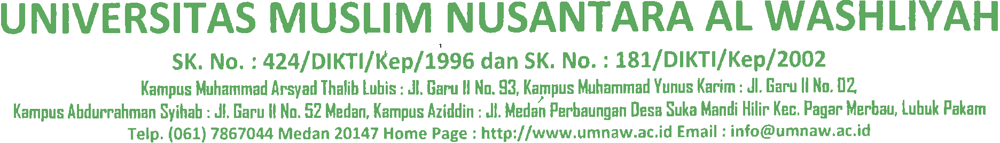 UNIVERSITAS MUSLIM NUSANTARA AL WASHLIYAH
1
SK. No. : 424/DIKTI/Kep/1996 dan SK. No. : 181/DIKTI/Kep/2002
Kampus Muhammad Arsyad Thalib Lubis : Jl. Garu II No. 93, Kampus Muhammad Yunus Karim : Jl. Garu II No. 02,
Kampus Abdurrahman Syihab : Jl. Garu II No. 52 Medan, Kampus Aziddin : Jl. Medan Perbaungan Desa Suka Mandi Hilir Kec. Pagar Merbau, Lubuk Pakam
Telp. (061) 7867044 Medan 20147 Home Page : http://www.umnaw.ac.id Email : info@umnaw.ac.id